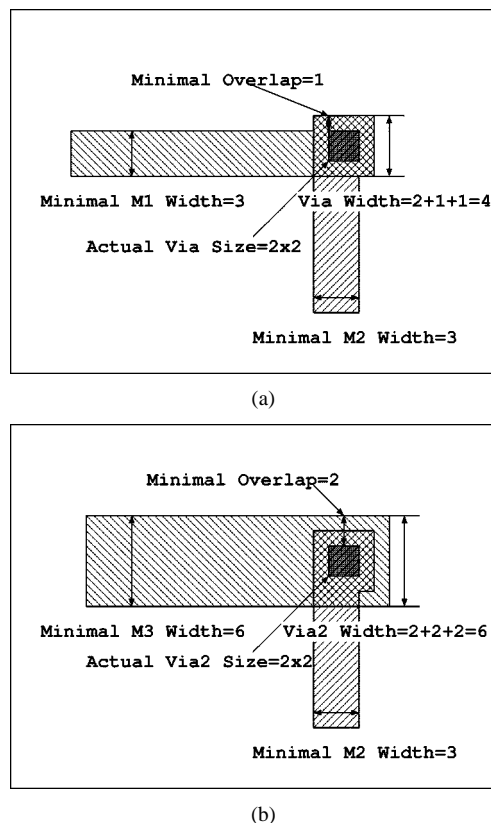 Minimal Overlap=1
Minimal M1 Width=3
Via Width=2+1+1=4
Actual Via Size=2x2
Minimal M2 Width=3
(a)
Minimal Overlap=2
Minimal M3 Width=6
Via2 Width=2+2+2=6
Actual Via2 Size=2x2
Minimal M2 Width=3
(b)